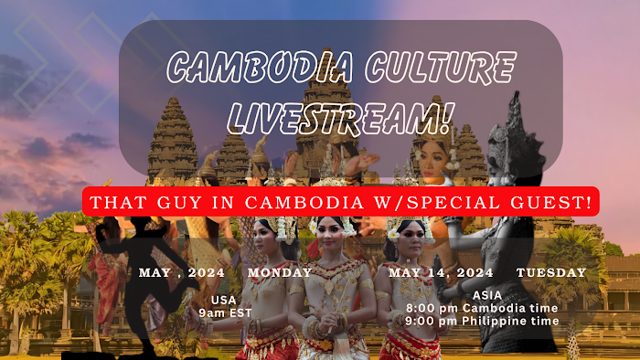 CAMBODIA CULTURE
LIVESTREAM!
THAT GUY IN CAMBODIA W/SPECIAL GUEST!
MAY , 2024 MONDAY
MAY 14, 2024 TUESDAY
USA
9am EST
ASIA
8:00 pm Cambodia time
9:00 pm Philippine time